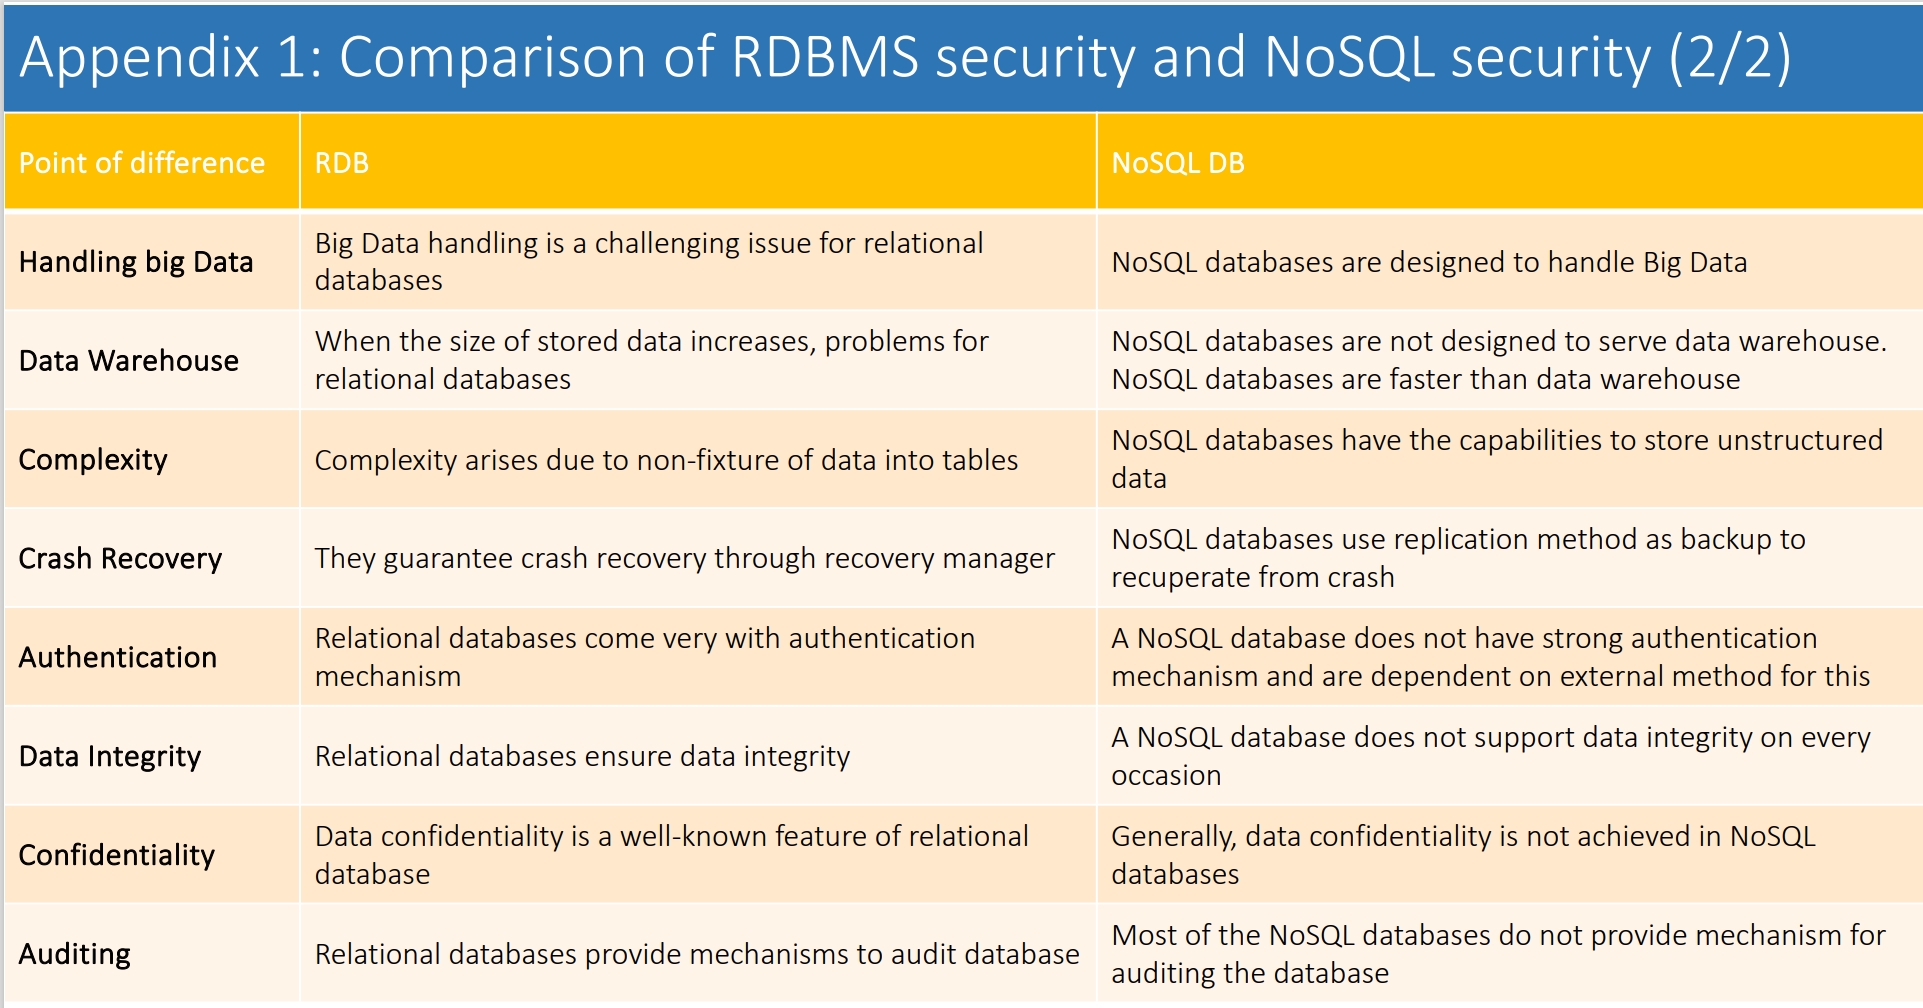 Appendix 1: Comparison of RDBMS security and NoSQL security (2/2)
Point of difference
RDB
NoSQL DB
Handling big Data
Big Data handling is a challenging issue for relational
databases
NoSQL databases are designed to handle Big Data
Data Warehouse
When the size of stored data increases, problems for
relational databases
NoSQL databases are not designed to serve data warehouse.
NoSQL databases are faster than data warehouse
Complexity
Complexity arises due to non-fixture of data into tables
NoSQL databases have the capabilities to store unstructured
data
Crash Recovery
They guarantee crash recovery through recovery manager
NoSQL databases use replication method as backup to
recuperate from crash
Authentication
Relational databases come very with authentication
mechanism
A NoSQL database does not have strong authentication
mechanism and are dependent on external method for this
Data Integrity
Relational databases ensure data integrity
A NoSQL database does not support data integrity on every
occasion
Confidentiality
Data confidentiality is a well-known feature of relational
database
Generally, data confidentiality is not achieved in NoSQL
databases
Auditing
Relational databases provide mechanisms to audit database
Most of the NoSQL databases do not provide mechanism for
auditing the database